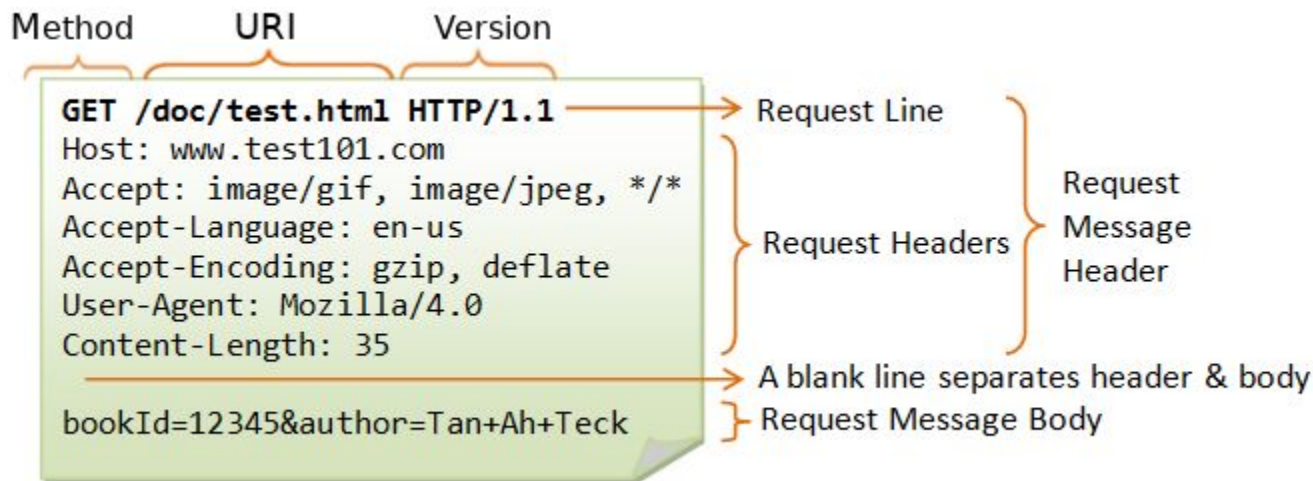 Method URI Version
GET /doc/test.html HTTP/1.1
Host: www.test101.com
Accept: image/gif, image/jpeg, */*
Accept-Language: en-us
Accept-Encoding: gzip, deflate
User-Agent: Mozilla/4.0
Content-Length: 35
bookId=12345&author=Tan+Ah+Teck
Request Line
Request Headers
Request
Message
Header
A blank line separates header & body
Request Message Body